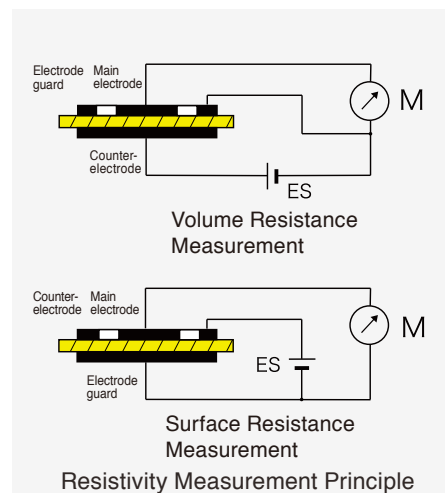 Electrode guard
Main electrode
M
Counter-
electrode
ES
Volume Resistance
Measurement
Counter-
electrode
Main
electrode
M
ES
Electrode
guard
Surface Resistance
Measurement
Resistivity Measurement Principle